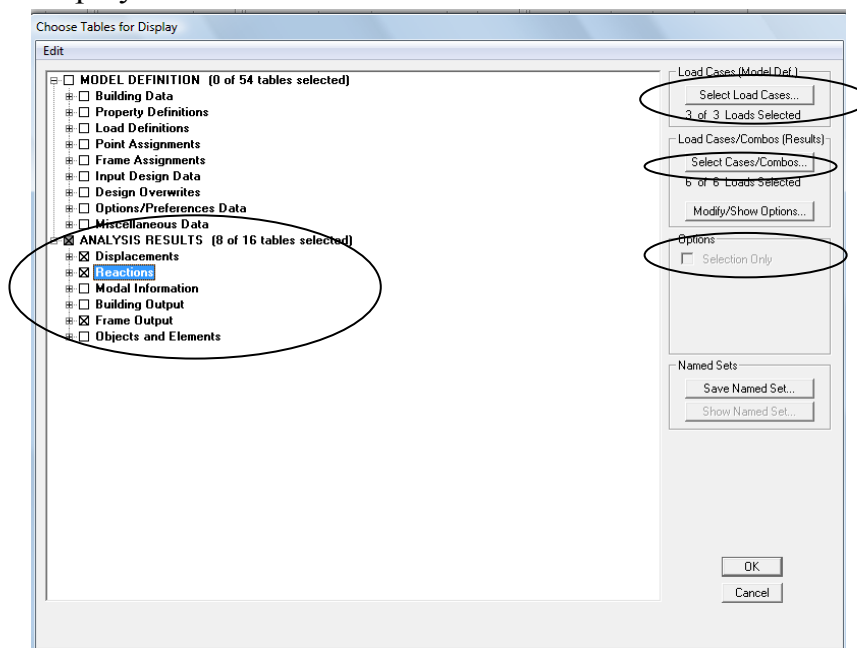 Choose Tables for Display
Edit
MODEL DEFINITION (0 of 54 tables selected)
Building Data
Property Definitions
Load Definitions
Point Assignments
Frame Assignments
Input Design Data
Design Overwrites
Options/Preferences Data
Miscellaneous Data
ANALYSIS RESULTS (8 of 16 tables selected)
Displacements
Reactions
Modal Information
Building Output
Frame Output
Objects and Elements
Load Cases (Model Def.)
Select Load Cases...
3 of 3 Loads Selected
Load Cases/Combos (Results)
Select Cases/Combos...
6 of 6 Loads Selected
Modify/Show Options...
Options
Selection Only
Named Sets
Save Named Set...
Show Named Set...
OK
Cancel